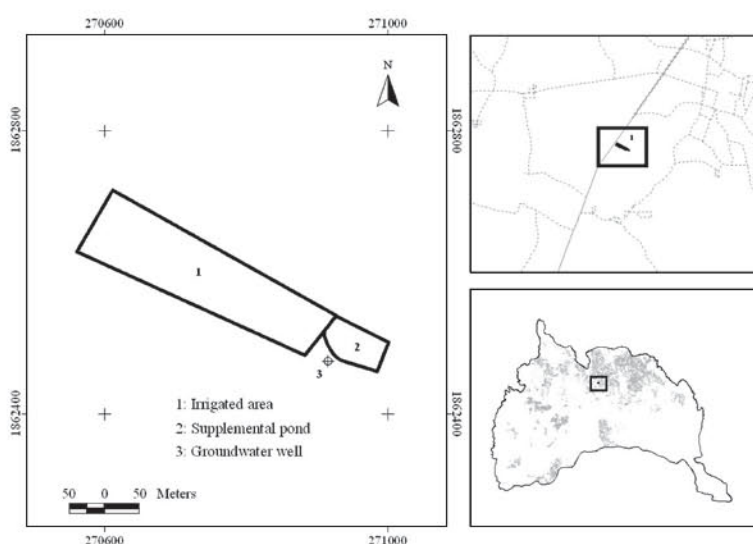 270600
271000
N
1862800
1862800
1
1
2
3
1862400
1862400
1: Irrigated area
2: Supplemental pond
3: Groundwater well
50 0 50 Meters
270600
271000